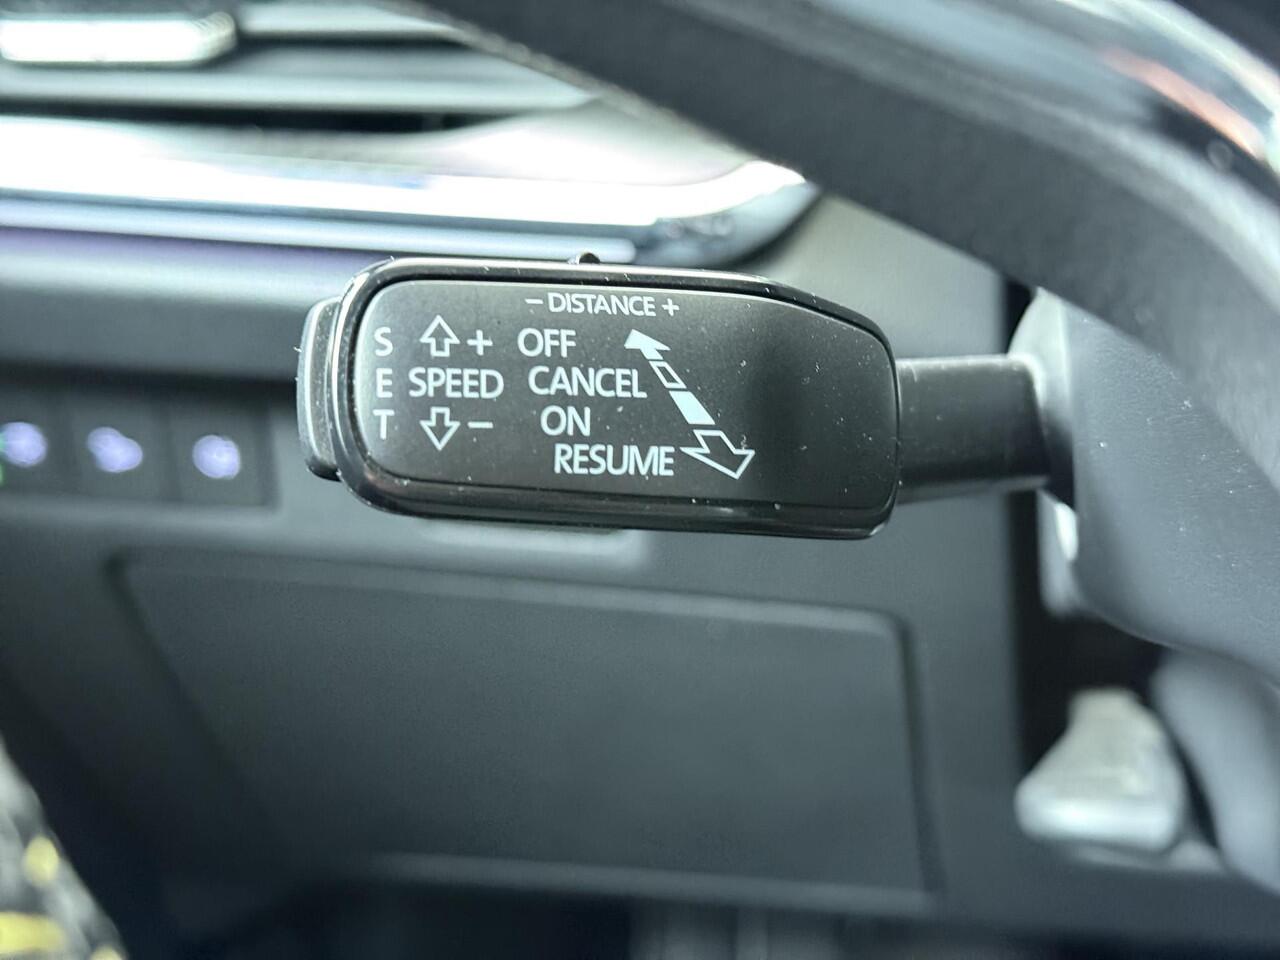 − DISTANCE +
S + OFF
E SPEED CANCEL
T − ON
RESUME